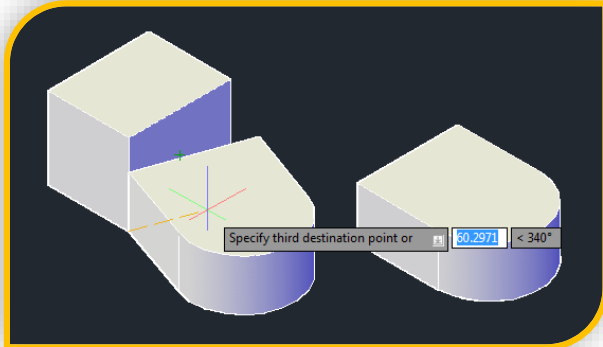 Specify third destination point or 60.2971 < 340°